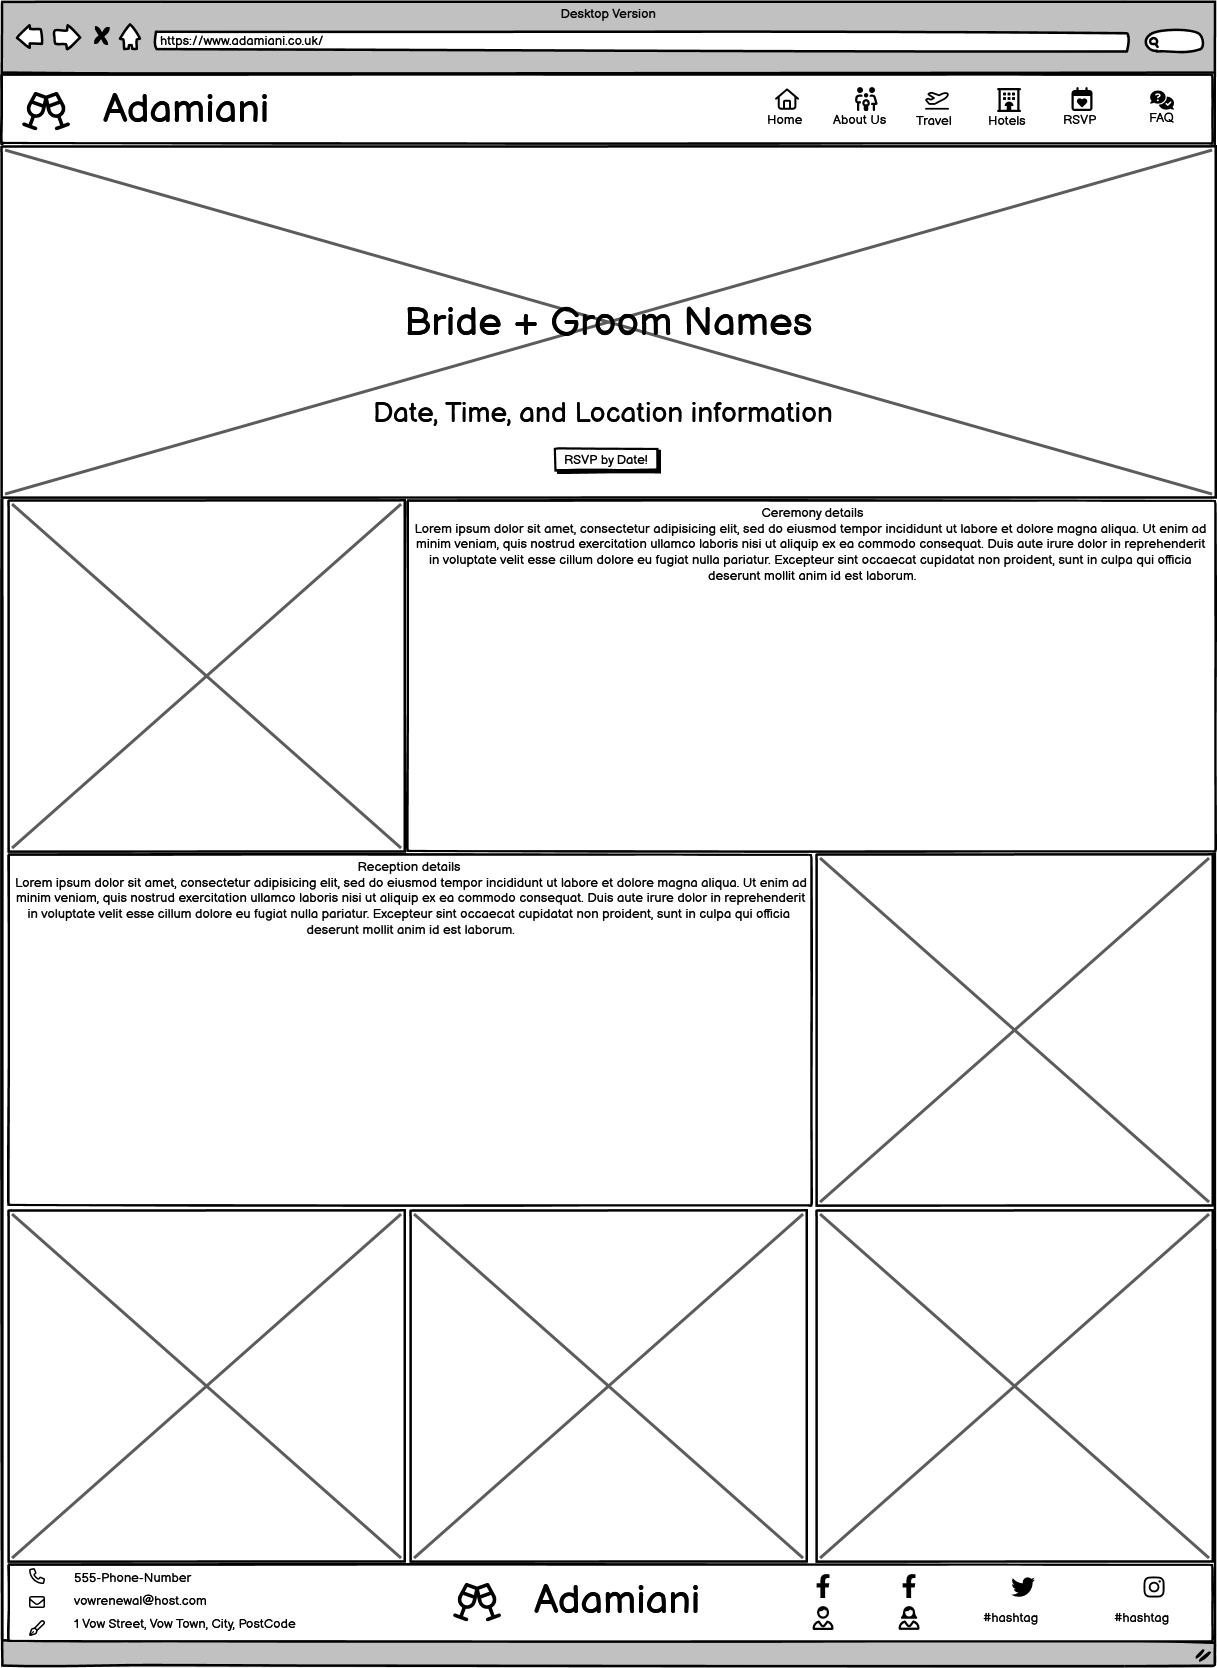 Desktop Version
https://www.adamiani.co.uk/
Adamiani
Home
About Us
Travel
Hotels
RSVP
FAQ
Bride + Groom Names
Date, Time, and Location information
RSVP by Date!
Ceremony details
Lorem ipsum dolor sit amet, consectetur adipisicing elit, sed do eiusmod tempor incididunt ut labore et dolore magna aliqua. Ut enim ad
minim veniam, quis nostrud exercitation ullamco laboris nisi ut aliquip ex ea commodo consequat. Duis aute irure dolor in reprehenderit
in voluptate velit esse cillum dolore eu fugiat nulla pariatur. Excepteur sint occaecat cupidatat non proident, sunt in culpa qui officia
deserunt mollit anim id est laborum.
Reception details
Lorem ipsum dolor sit amet, consectetur adipisicing elit, sed do eiusmod tempor incididunt ut labore et dolore magna aliqua. Ut enim ad
minim veniam, quis nostrud exercitation ullamco laboris nisi ut aliquip ex ea commodo consequat. Duis aute irure dolor in reprehenderit
in voluptate velit esse cillum dolore eu fugiat nulla pariatur. Excepteur sint occaecat cupidatat non proident, sunt in culpa qui officia
deserunt mollit anim id est laborum.
555-Phone-Number
vowrenewal@host.com
1 Vow Street, Vow Town, City, PostCode
Adamiani
#hashtag
#hashtag